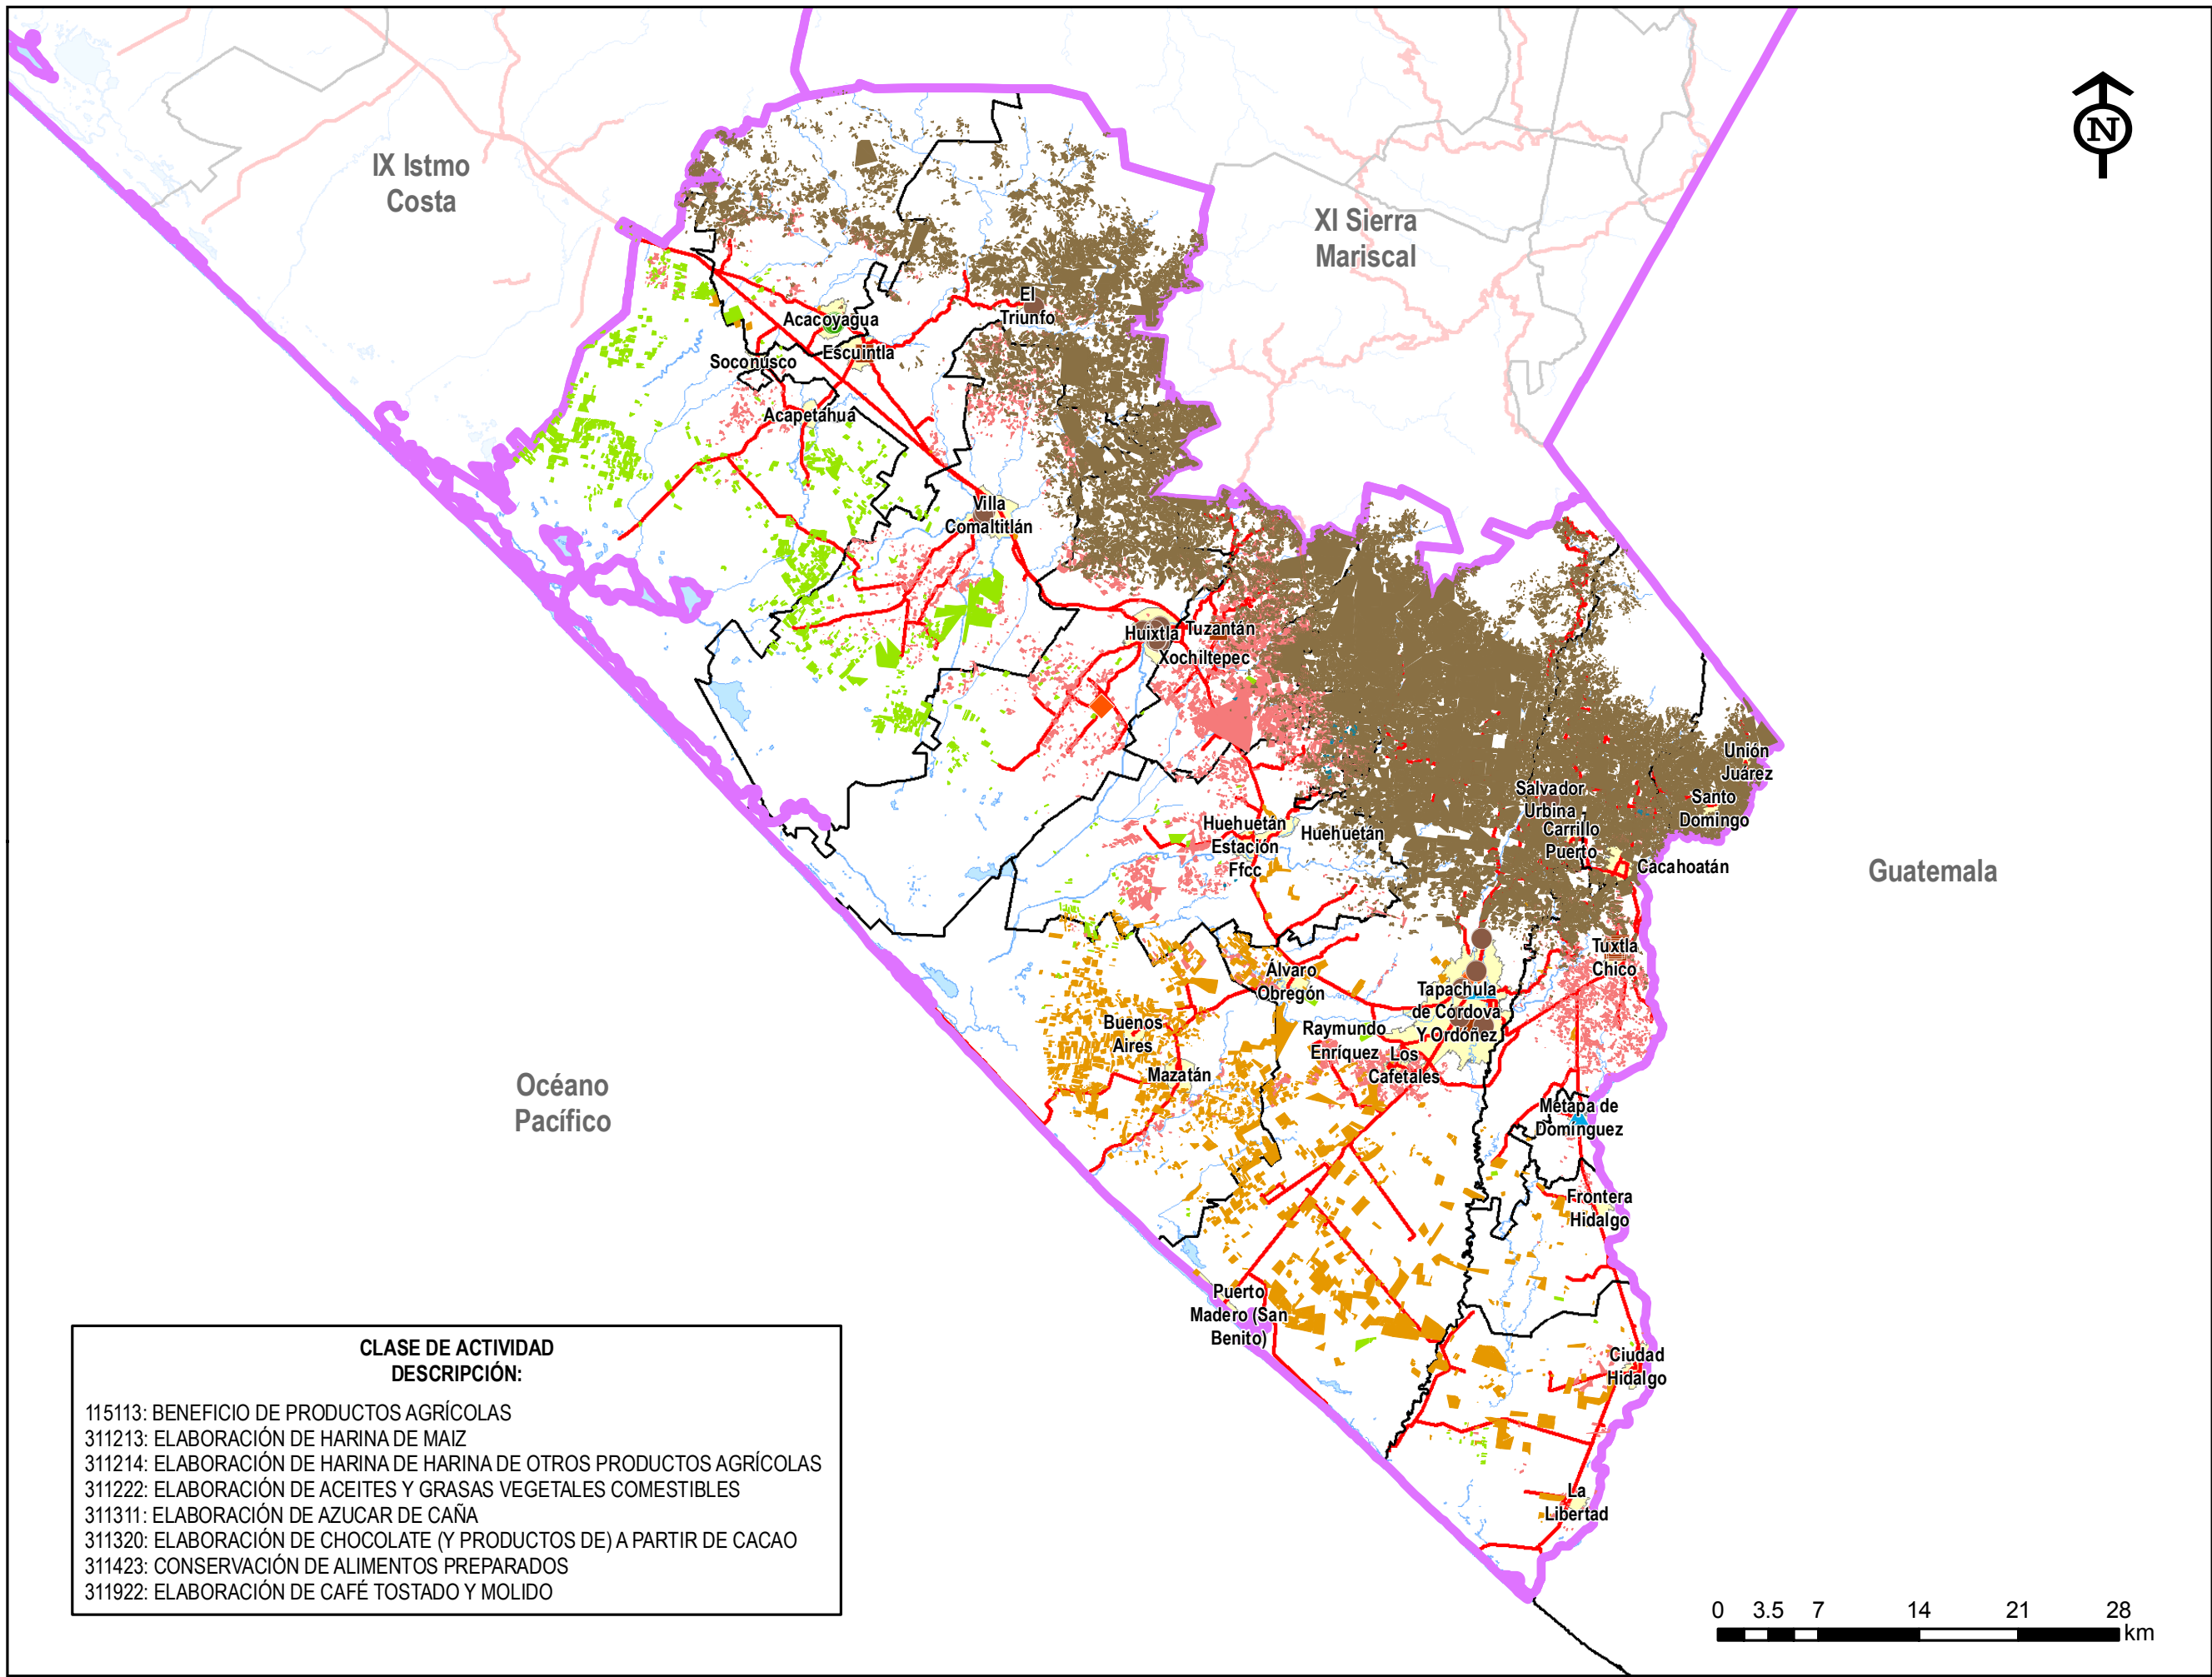 IX Istmo
Costa
XI Sierra
Mariscal
N
El
Triunfo
Acacoyagua
Escuintla
Soconusco
Acapetahua
Villa
Comaltitlán
Huixtla
Tuzantán
Xochiltepec
Unión
Juárez
Salvador
Urbina
Santo
Domingo
Carrillo
Puerto
Huehuetán
Estación
Ffcc
Huehuetán
Cacahoatán
Guatemala
Tuxtla
Chico
Álvaro
Obregón
Tapachula
de Córdova
Y Ordóñez
Buenos
Aires
Raymundo
Enríquez
Los
Cafetales
Mazatán
Océano
Pacífico
Metapa de
Domínguez
Frontera
Hidalgo
Puerto
Madero (San
Benito)
Ciudad
Hidalgo
La
Libertad
CLASE DE ACTIVIDAD
DESCRIPCIÓN:
115113: BENEFICIO DE PRODUCTOS AGRÍCOLAS
311213: ELABORACIÓN DE HARINA DE MAIZ
311214: ELABORACIÓN DE HARINA DE HARINA DE OTROS PRODUCTOS AGRÍCOLAS
311222: ELABORACIÓN DE ACEITES Y GRASAS VEGETALES COMESTIBLES
311311: ELABORACIÓN DE AZUCAR DE CAÑA
311320: ELABORACIÓN DE CHOCOLATE (Y PRODUCTOS DE) A PARTIR DE CACAO
311423: CONSERVACIÓN DE ALIMENTOS PREPARADOS
311922: ELABORACIÓN DE CAFÉ TOSTADO Y MOLIDO
0 3.5 7 14 21 28
km